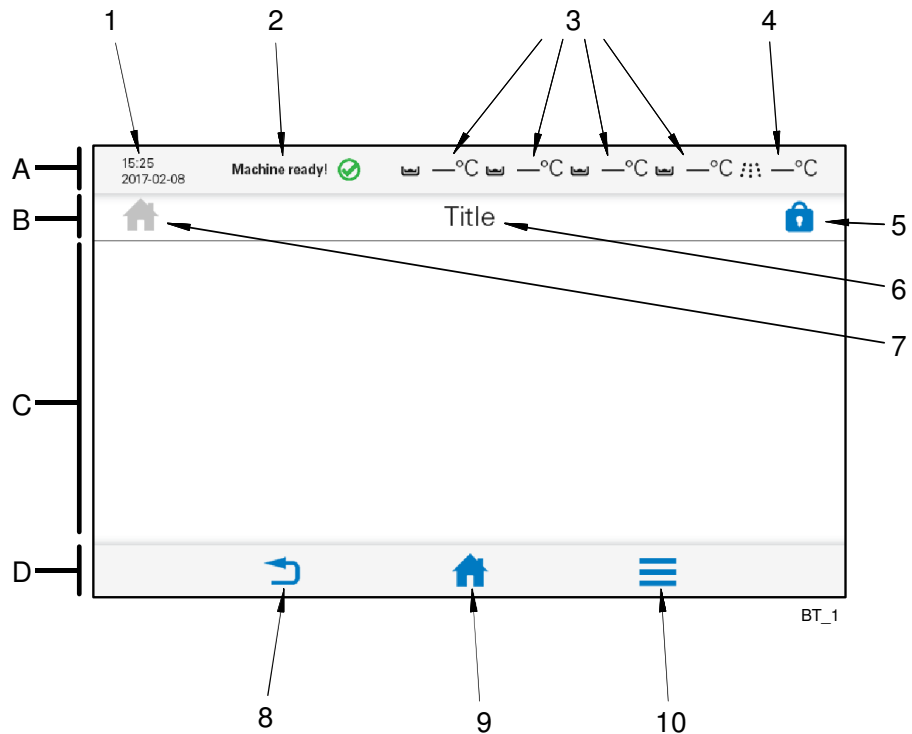 1 2 3 4
A 15:25
2017-02-08 Machine ready! —°C —°C —°C —°C —°C
B Title 5
6
7
C
D
BT_1
8 9 10